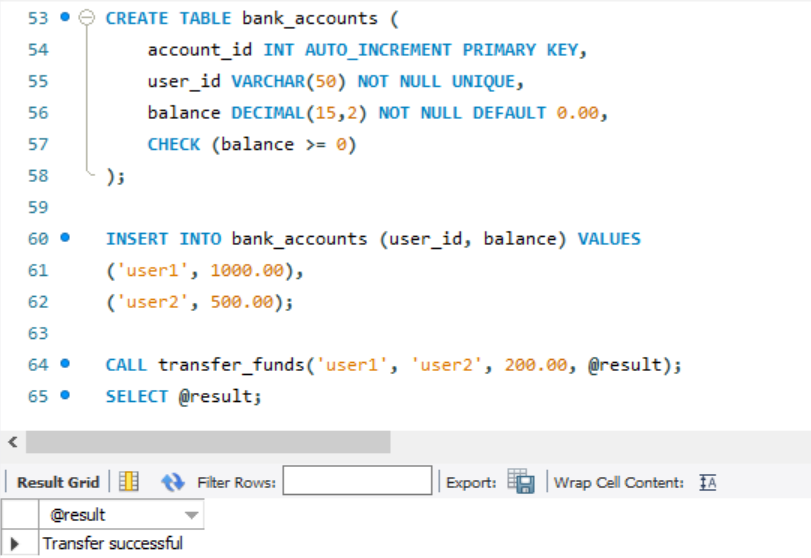 53 CREATE TABLE bank_accounts (
54 account_id INT AUTO_INCREMENT PRIMARY KEY,
55 user_id VARCHAR(50) NOT NULL UNIQUE,
56 balance DECIMAL(15,2) NOT NULL DEFAULT 0.00,
57 CHECK (balance >= 0)
58 );
59
60 INSERT INTO bank_accounts (user_id, balance) VALUES
61 ('user1', 1000.00),
62 ('user2', 500.00);
63
64 CALL transfer_funds('user1', 'user2', 200.00, @result);
65 SELECT @result;
Result Grid Filter Rows: Export: Wrap Cell Content:
@result
Transfer successful